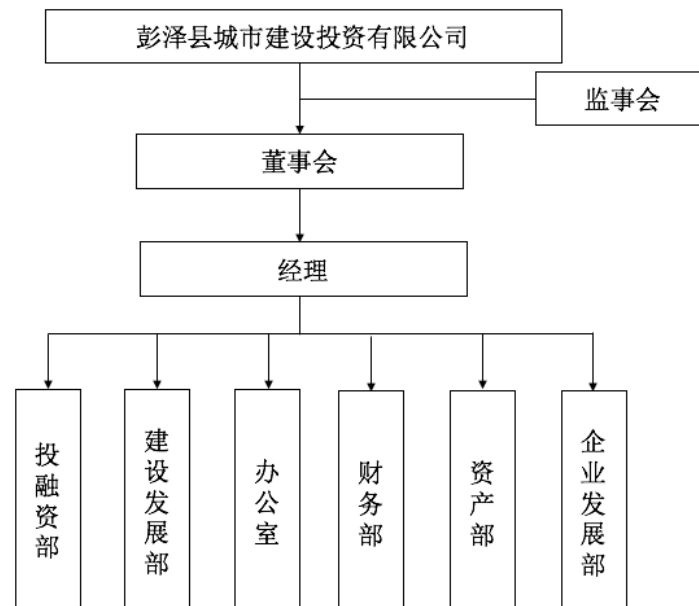 彭泽县城市建设投资有限公司
监事会
董事会
经理
投融资部
建设发展部
办公室
财务部
资产部
企业发展部